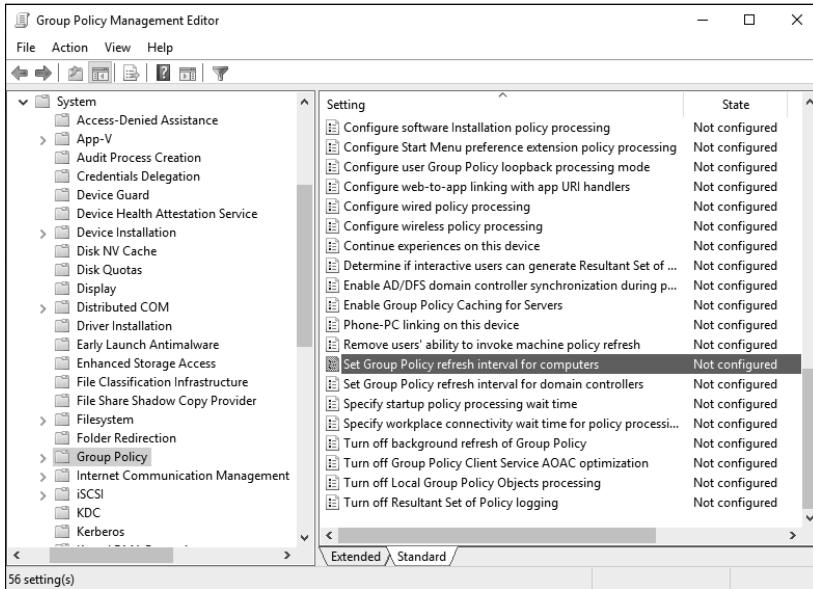 Group Policy Management Editor
File Action View Help
System
Access-Denied Assistance
App-V
Audit Process Creation
Credentials Delegation
Device Guard
Device Health Attestation Service
Device Installation
Disk NV Cache
Disk Quotas
Display
Distributed COM
Driver Installation
Early Launch Antimalware
Enhanced Storage Access
File Classification Infrastructure
File Share Shadow Copy Provider
Filesystem
Folder Redirection
Group Policy
Internet Communication Management
iSCSI
KDC
Kerberos
Setting State
Configure software Installation policy processing Not configured
Configure Start Menu preference extension policy processing Not configured
Configure user Group Policy loopback processing mode Not configured
Configure web-to-app linking with app URI handlers Not configured
Configure wired policy processing Not configured
Configure wireless policy processing Not configured
Continue experiences on this device Not configured
Determine if interactive users can generate Resultant Set of ... Not configured
Enable AD/DFS domain controller synchronization during p... Not configured
Enable Group Policy Caching for Servers Not configured
Phone-PC linking on this device Not configured
Remove users' ability to invoke machine policy refresh Not configured
Set Group Policy refresh interval for computers Not configured
Set Group Policy refresh interval for domain controllers Not configured
Specify startup policy processing wait time Not configured
Specify workplace connectivity wait time for policy processi... Not configured
Turn off background refresh of Group Policy Not configured
Turn off Group Policy Client Service AOAC optimization Not configured
Turn off Local Group Policy Objects processing Not configured
Turn off Resultant Set of Policy logging Not configured
Extended Standard
56 setting(s)